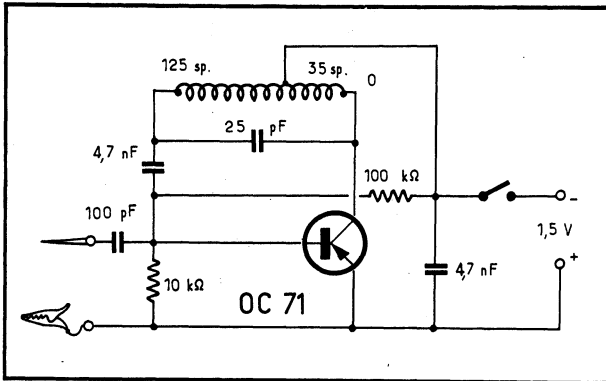 125 sp.
35 sp.
0
25 pF
4,7 nF
100 kΩ
100 pF
-
1,5 V
+
4,7 nF
10 kΩ
OC 71